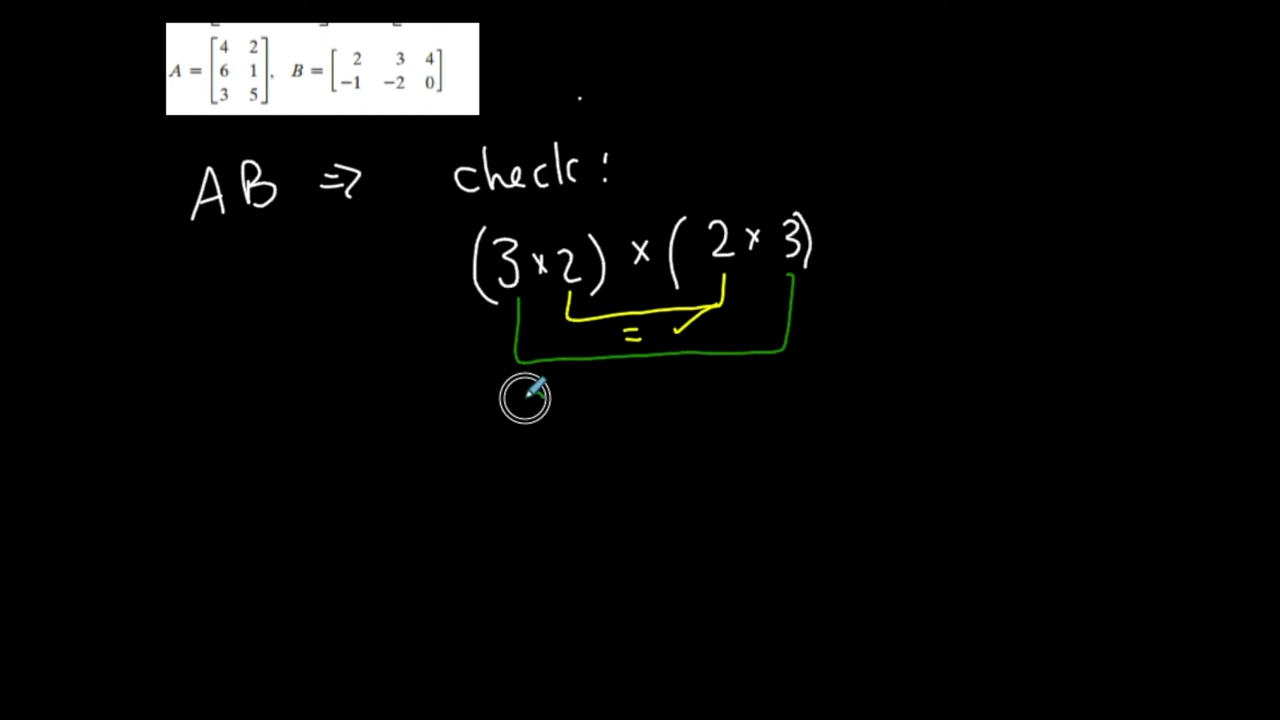 A = [4 2; 6 1; 3 5], B = [2 3 4; −1 −2 0]
AB ⇒ check:
(3 × 2) × (2 × 3)
= ✓